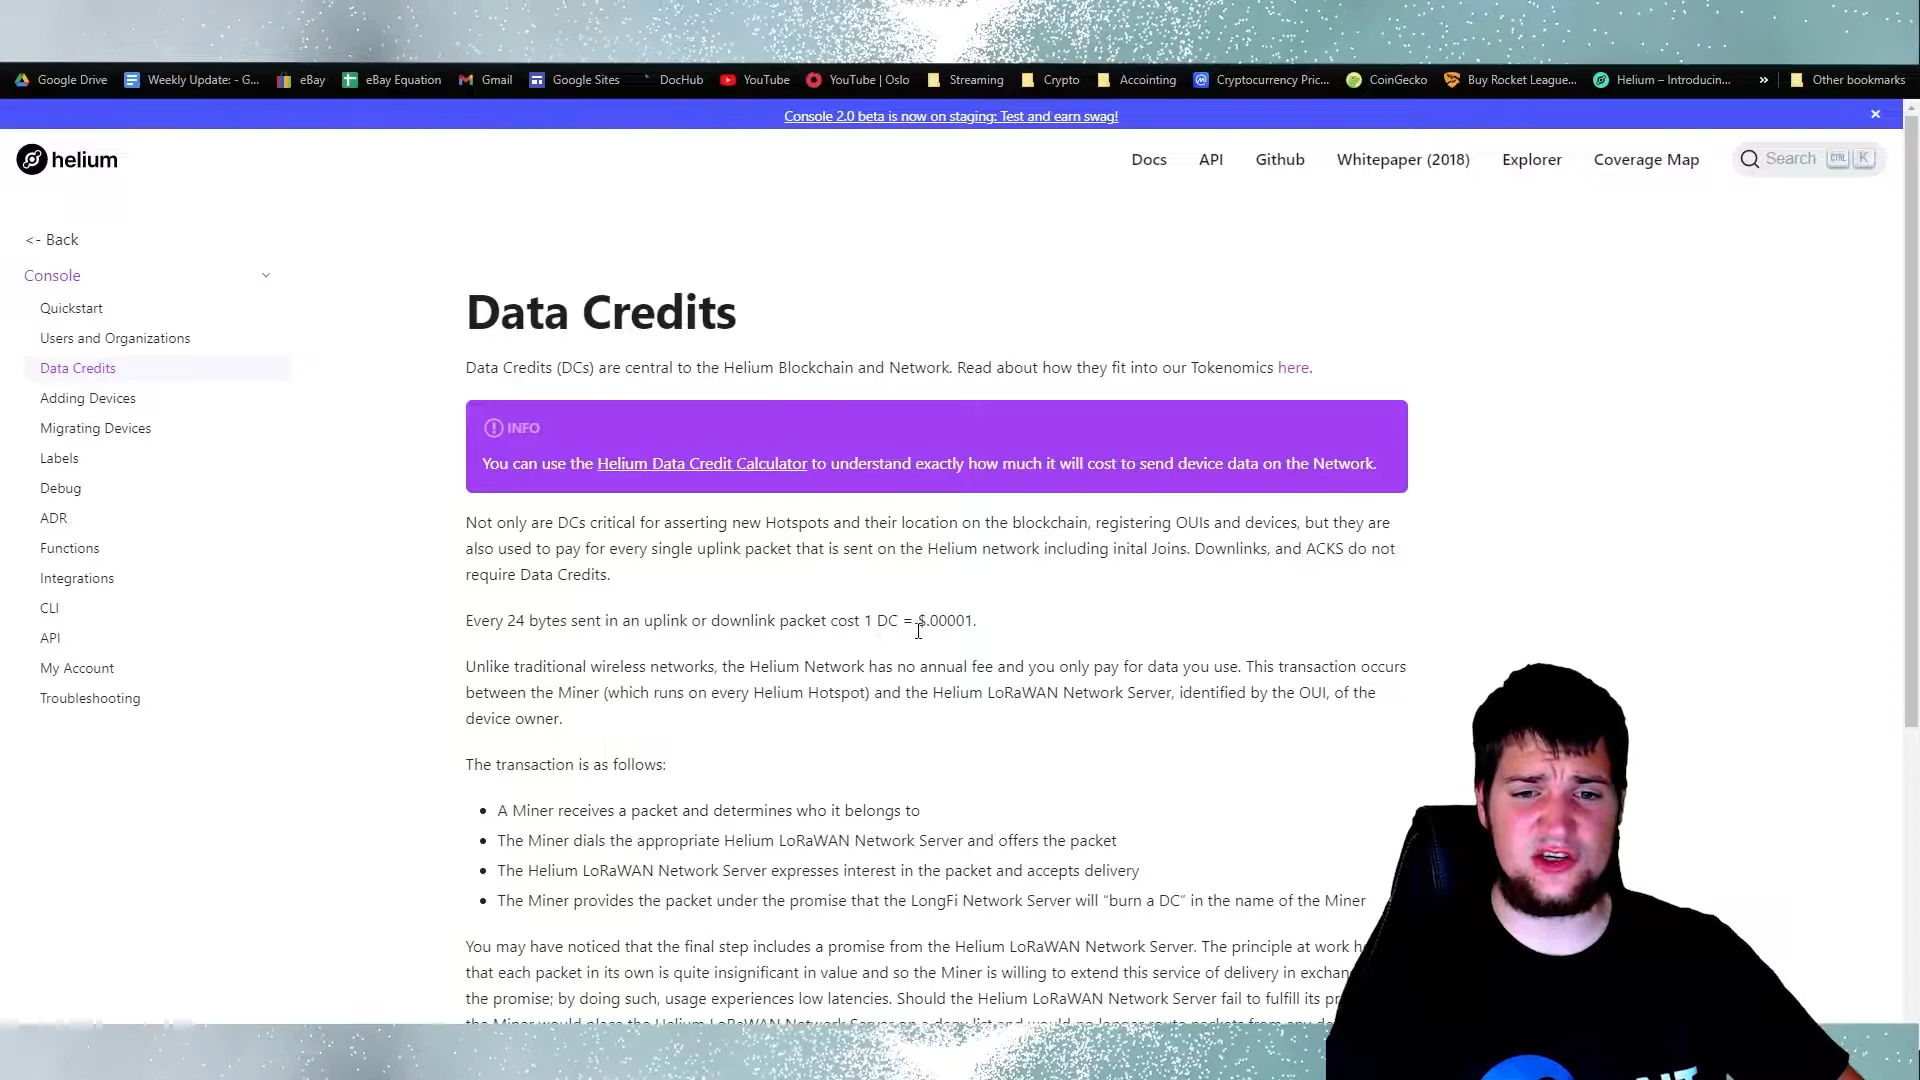 Google Drive Weekly Update: - G... eBay eBay Equation Gmail Google Sites DocHub YouTube YouTube | Oslo Streaming Crypto Accointing Cryptocurrency Pric... CoinGecko Buy Rocket League... Helium – Introducin... » Other bookmarks
Console 2.0 beta is now on staging: Test and earn swag! ×
helium Docs API Github Whitepaper (2018) Explorer Coverage Map Search CTRL K
<- Back
Console
Quickstart
Users and Organizations
Data Credits
Adding Devices
Migrating Devices
Labels
Debug
ADR
Functions
Integrations
CLI
API
My Account
Troubleshooting
Data Credits
Data Credits (DCs) are central to the Helium Blockchain and Network. Read about how they fit into our Tokenomics here.
INFO
You can use the Helium Data Credit Calculator to understand exactly how much it will cost to send device data on the Network.
Not only are DCs critical for asserting new Hotspots and their location on the blockchain, registering OUIs and devices, but they are
also used to pay for every single uplink packet that is sent on the Helium network including inital Joins. Downlinks, and ACKS do not
require Data Credits.
Every 24 bytes sent in an uplink or downlink packet cost 1 DC = $.00001.
Unlike traditional wireless networks, the Helium Network has no annual fee and you only pay for data you use. This transaction occurs
between the Miner (which runs on every Helium Hotspot) and the Helium LoRaWAN Network Server, identified by the OUI, of the
device owner.
The transaction is as follows:
• A Miner receives a packet and determines who it belongs to
• The Miner dials the appropriate Helium LoRaWAN Network Server and offers the packet
• The Helium LoRaWAN Network Server expresses interest in the packet and accepts delivery
• The Miner provides the packet under the promise that the LongFi Network Server will “burn a DC” in the name of the Miner
You may have noticed that the final step includes a promise from the Helium LoRaWAN Network Server. The principle at work
that each packet in its own is quite insignificant in value and so the Miner is willing to extend this service of delivery in
the promise; by doing such, usage experiences low latencies. Should the Helium LoRaWAN Network Server fail to fulfill its